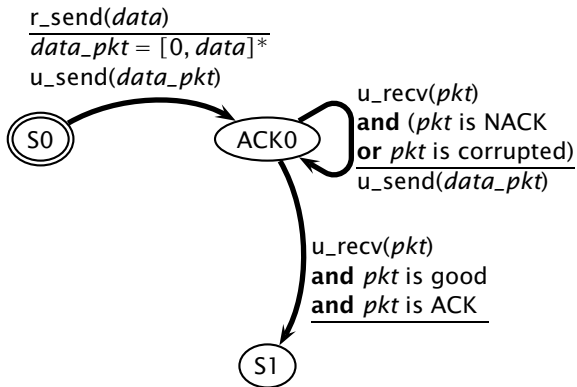 r_send(data)
data_pkt = [0, data]*
u_send(data_pkt)
S0
ACK0
u_recv(pkt)
and (pkt is NACK
or pkt is corrupted)
u_send(data_pkt)
u_recv(pkt)
and pkt is good
and pkt is ACK
S1